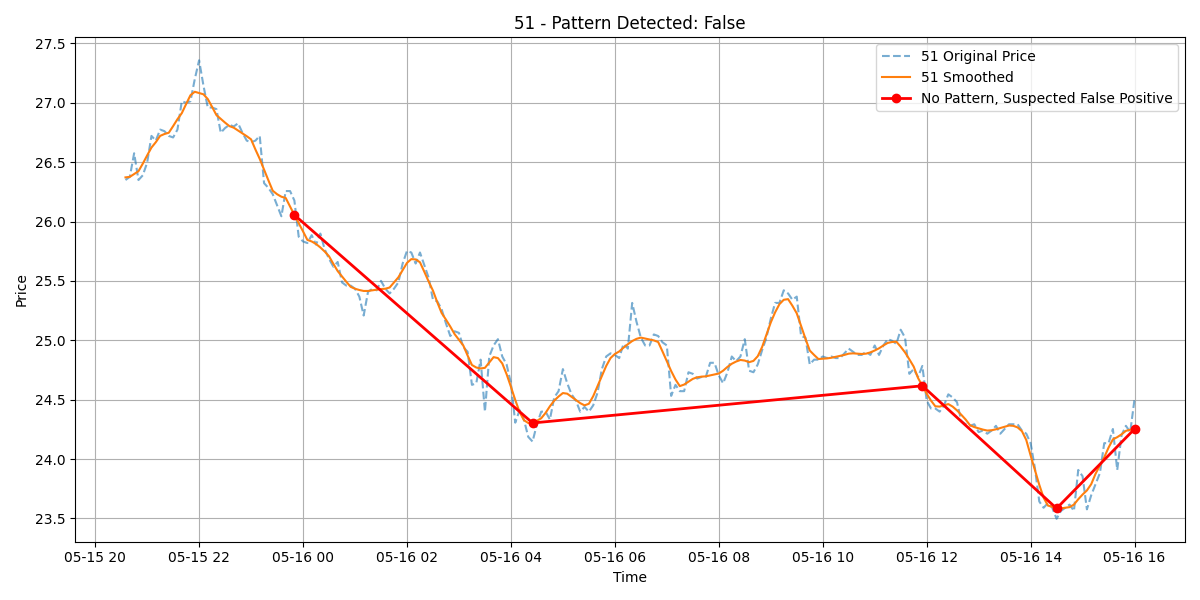 51 - Pattern Detected: False
51 Original Price
51 Smoothed
No Pattern, Suspected False Positive
Price
27.5
27.0
26.5
26.0
25.5
25.0
24.5
24.0
23.5
05-15 20 05-15 22 05-16 00 05-16 02 05-16 04 05-16 06 05-16 08 05-16 10 05-16 12 05-16 14 05-16 16
Time